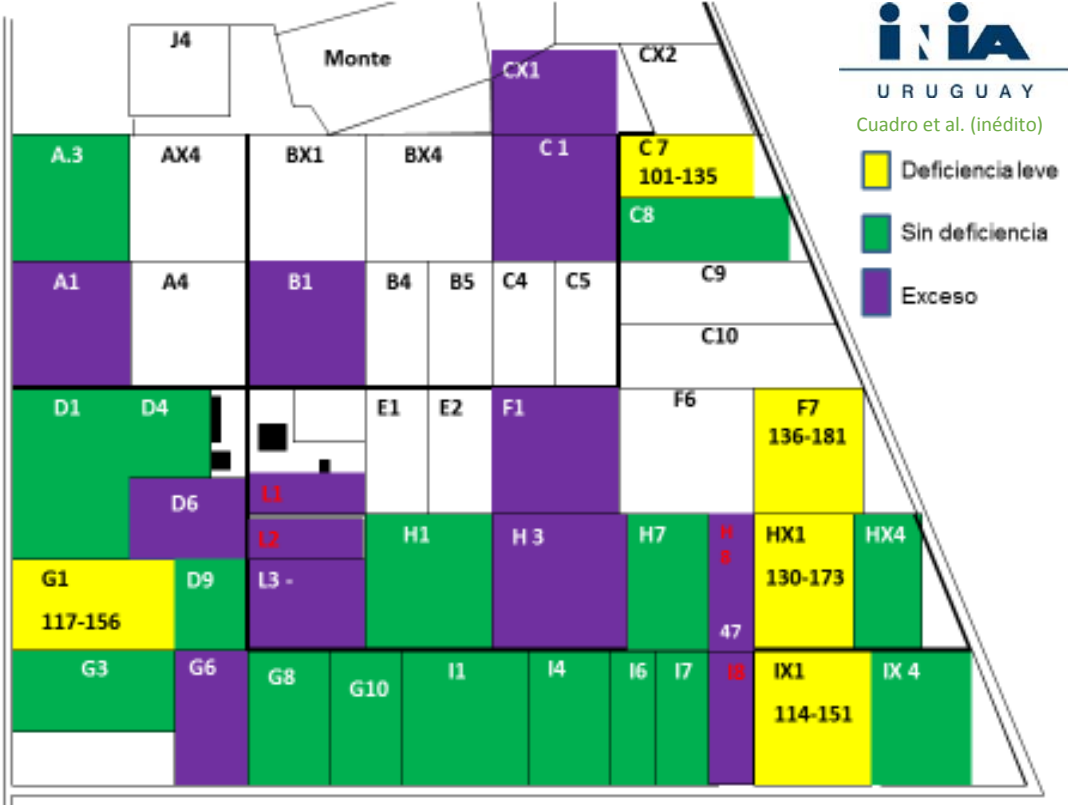 INIA
URUGUAY
Cuadro et al. (inédito)
Deficiencia leve
Sin deficiencia
Exceso
J4
Monte
CX1
CX2
A.3
AX4
BX1
BX4
C 1
C 7
101-135
C8
A1
A4
B1
B4
B5
C4
C5
C9
C10
D1
D4
E1
E2
F1
F6
F7
136-181
D6
L1
L2
H1
H 3
H7
H
8
47
HX1
130-173
HX4
G1
117-156
D9
L3 -
G3
G6
G8
G10
I1
I4
I6
I7
I8
IX1
114-151
IX 4